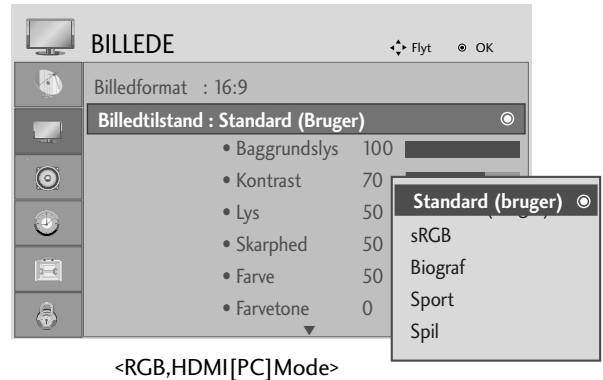 BILLEDE
Flyt OK
Billedformat : 16:9
Billedtilstand : Standard (Bruger)
• Baggrundslys 100
• Kontrast 70
• Lys 50
• Skarphed 50
• Farve 50
• Farvetone 0
Standard (bruger)
sRGB
Biograf
Sport
Spil
<RGB,HDMI[PC]Mode>